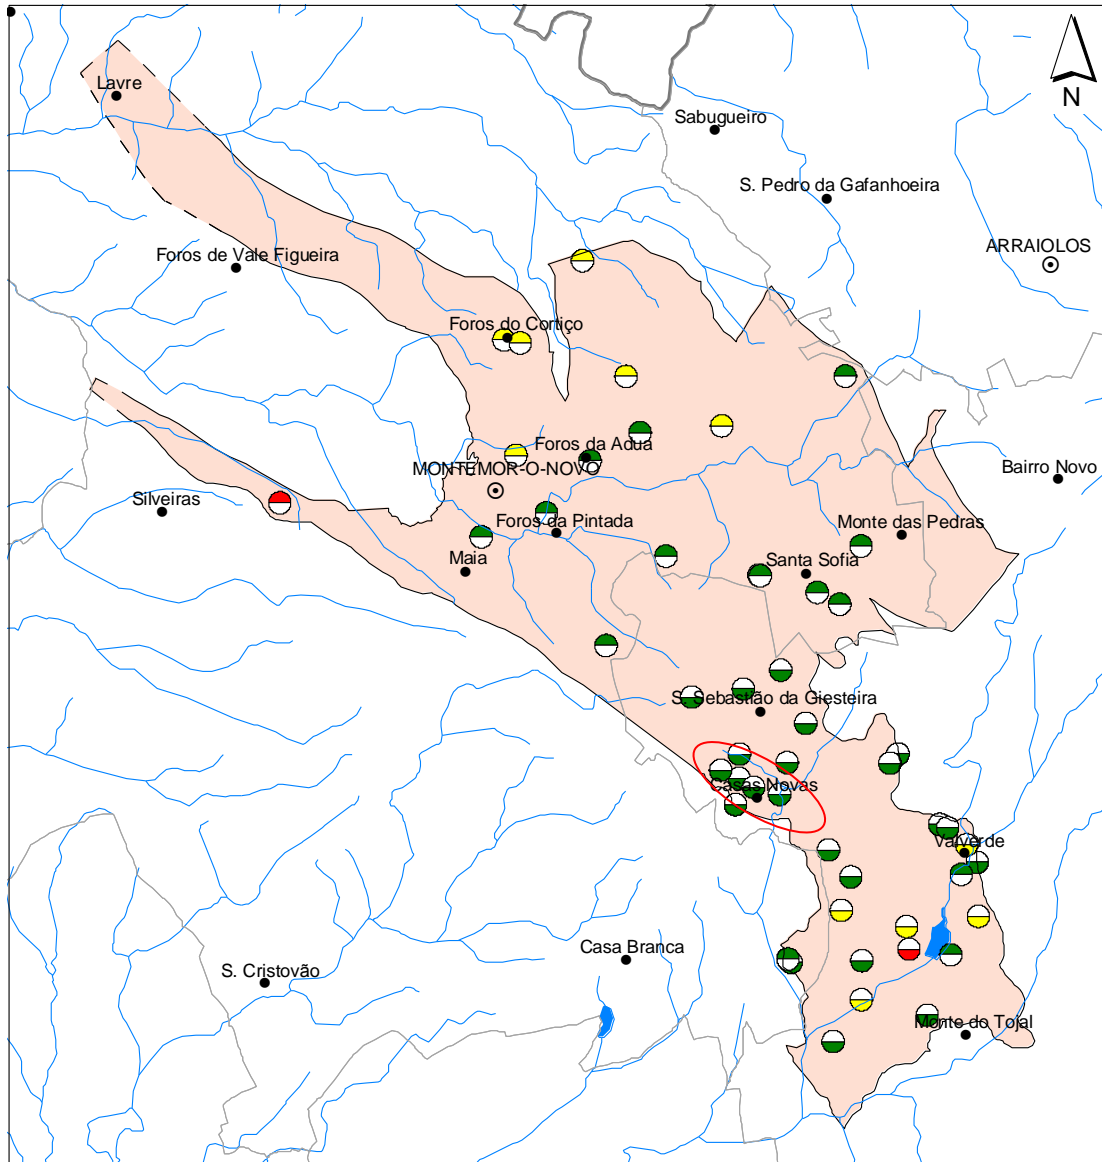 N
Lavre
Sabugueiro
S. Pedro da Gafanhoeira
ARRAIOLOS
Foros de Vale Figueira
Foros do Cortiço
Foros da Adua
MONTEMOR-O-NOVO
Bairro Novo
Silveiras
Foros da Pintada
Monte das Pedras
Maia
Santa Sofia
S. Sebastião da Giesteira
Casas Novas
Valverde
Casa Branca
S. Cristovão
Monte do Tojal